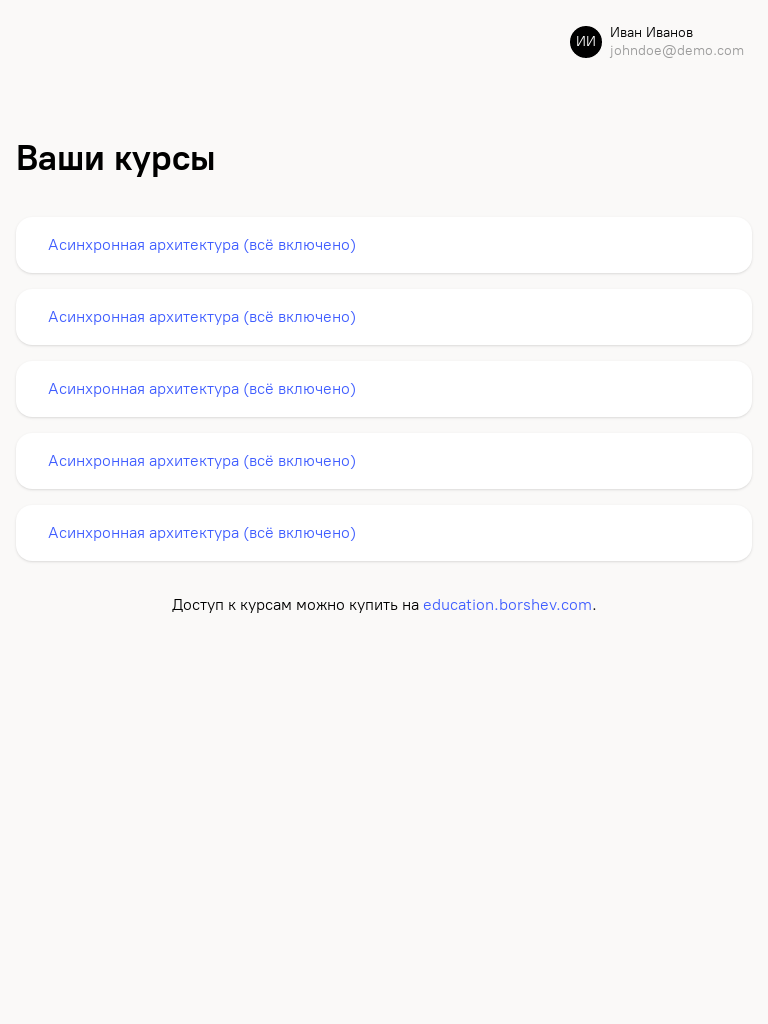 ИИ
Иван Иванов
johndoe@demo.com
Ваши курсы
Асинхронная архитектура (всё включено)
Асинхронная архитектура (всё включено)
Асинхронная архитектура (всё включено)
Асинхронная архитектура (всё включено)
Асинхронная архитектура (всё включено)
Доступ к курсам можно купить на education.borshev.com.